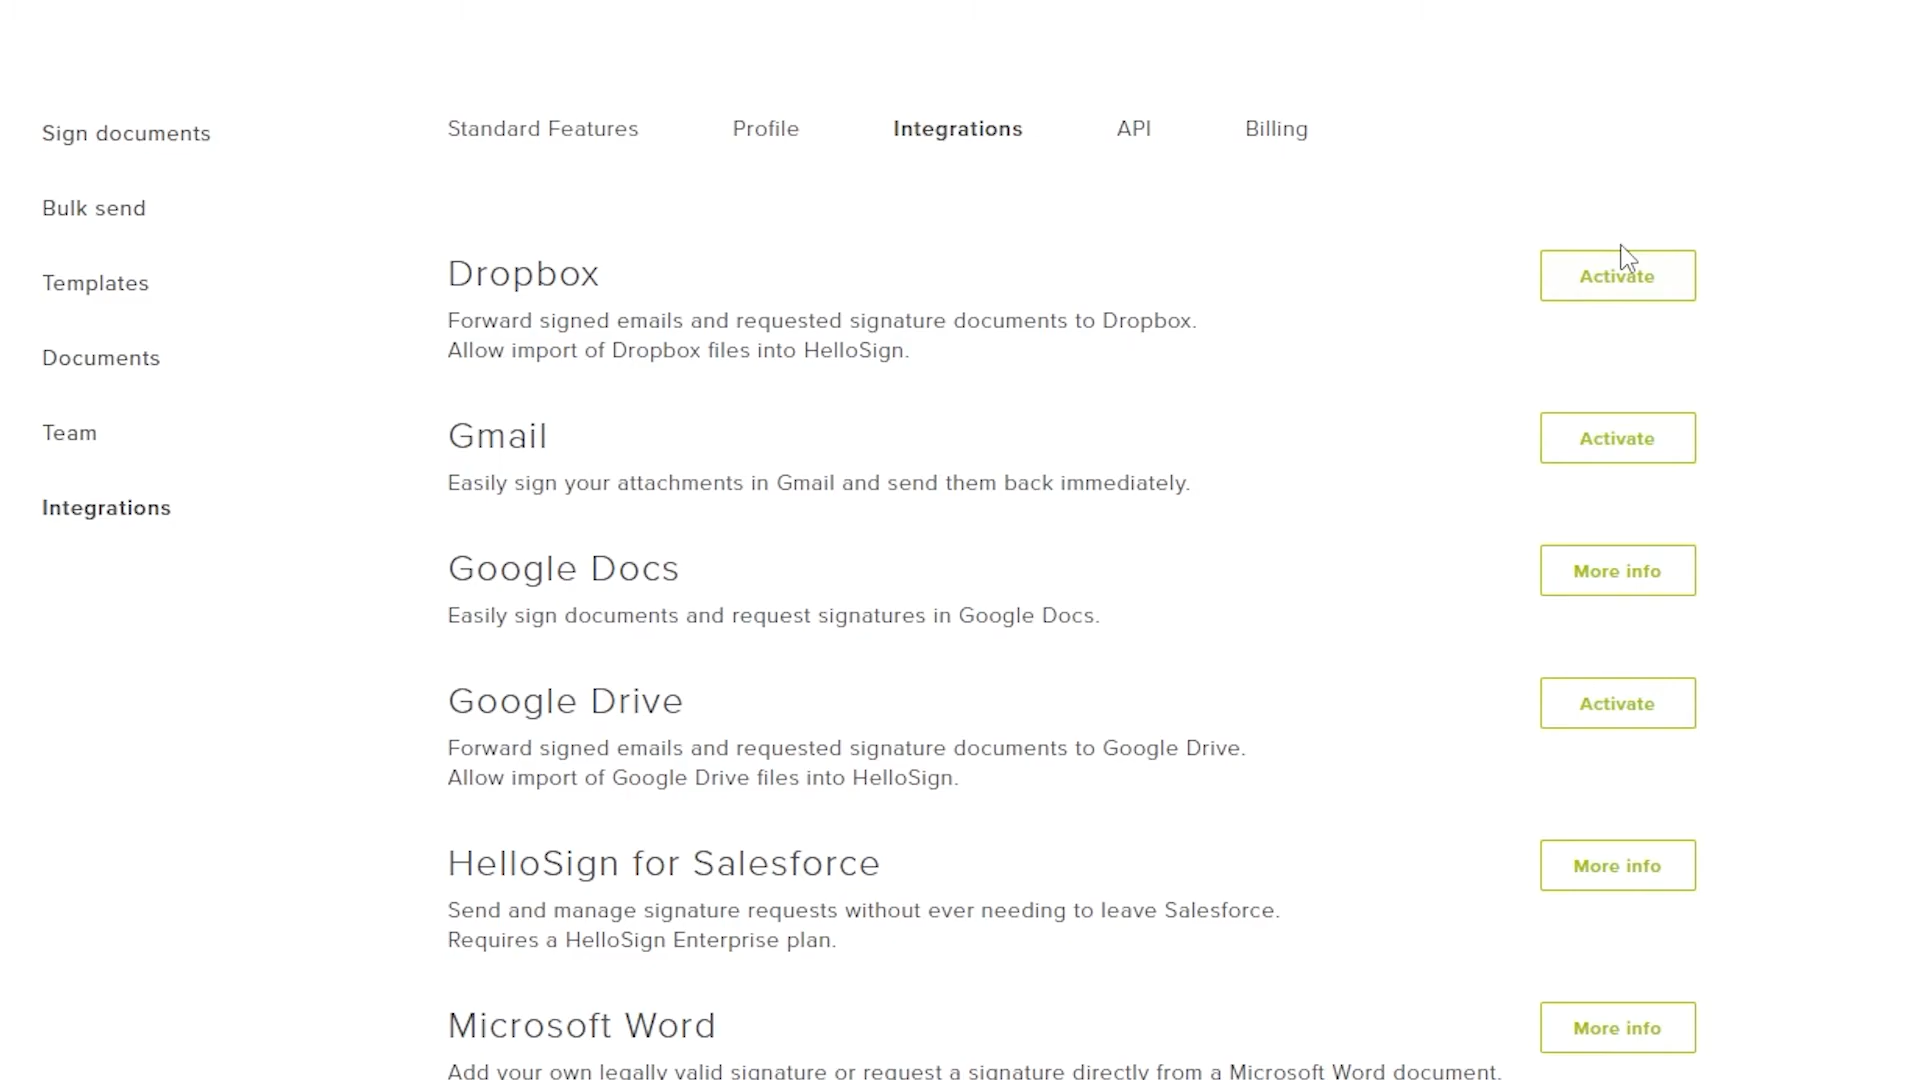 Sign documents
Bulk send
Templates
Documents
Team
Integrations
Standard Features
Profile
Integrations
API
Billing
Dropbox
Activate
Forward signed emails and requested signature documents to Dropbox.
Allow import of Dropbox files into HelloSign.
Gmail
Activate
Easily sign your attachments in Gmail and send them back immediately.
Google Docs
More info
Easily sign documents and request signatures in Google Docs.
Google Drive
Activate
Forward signed emails and requested signature documents to Google Drive.
Allow import of Google Drive files into HelloSign.
HelloSign for Salesforce
More info
Send and manage signature requests without ever needing to leave Salesforce.
Requires a HelloSign Enterprise plan.
Microsoft Word
More info
Add your own legally valid signature or request a signature directly from a Microsoft Word document.